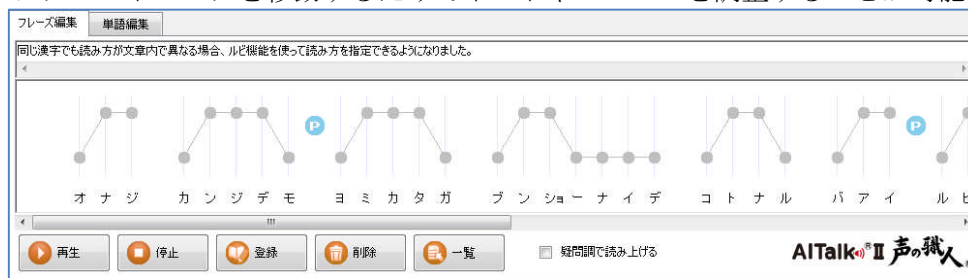 フレーズ編集 単語編集
同じ漢字でも読み方が文章内で異なる場合、ルビ機能を使って読み方を指定できるようになりました。
P P
オ ナ ジ カ ン ジ デ モ ヨ ミ カ タ ガ ブ ン ショ ー ナ イ デ コ ト ナ ル バ ア イ ル
再生 停止 登録 削除 一覧 疑問調で読み上げる AITalk®II 声の職人